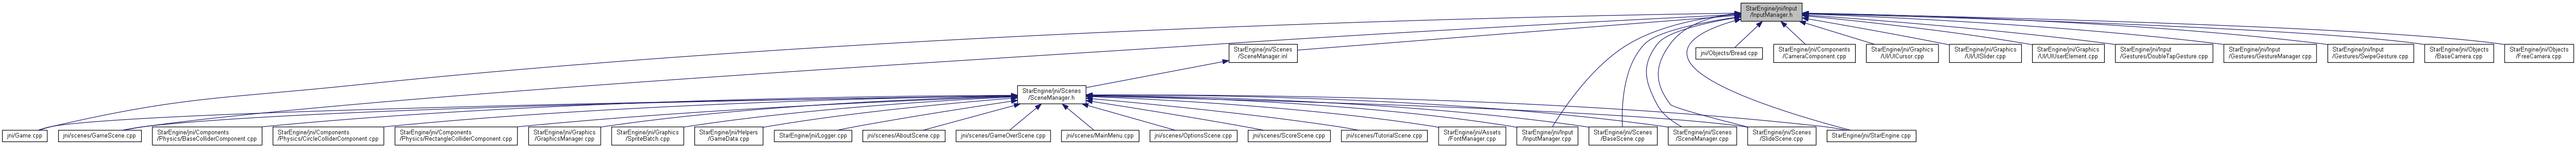 StarEngine/jni/Input
/InputManager.h
StarEngine/jni/Scenes
/SceneManager.inl
jni/Objects/Bread.cpp
StarEngine/jni/Components
/CameraComponent.cpp
StarEngine/jni/Graphics
/UI/UICursor.cpp
StarEngine/jni/Graphics
/UI/UISlider.cpp
StarEngine/jni/Graphics
/UI/UIUserElement.cpp
StarEngine/jni/Input
/Gestures/DoubleTapGesture.cpp
StarEngine/jni/Input
/Gestures/GestureManager.cpp
StarEngine/jni/Input
/Gestures/SwipeGesture.cpp
StarEngine/jni/Objects
/BaseCamera.cpp
StarEngine/jni/Objects
/FreeCamera.cpp
StarEngine/jni/Scenes
/SceneManager.h
jni/Game.cpp
jni/scenes/GameScene.cpp
StarEngine/jni/Components
/Physics/BaseColliderComponent.cpp
StarEngine/jni/Components
/Physics/CircleColliderComponent.cpp
StarEngine/jni/Components
/Physics/RectangleColliderComponent.cpp
StarEngine/jni/Graphics
/GraphicsManager.cpp
StarEngine/jni/Graphics
/SpriteBatch.cpp
StarEngine/jni/Helpers
/GameData.cpp
StarEngine/jni/Logger.cpp
jni/scenes/AboutScene.cpp
jni/scenes/GameOverScene.cpp
jni/scenes/MainMenu.cpp
jni/scenes/OptionsScene.cpp
jni/scenes/ScoreScene.cpp
jni/scenes/TutorialScene.cpp
StarEngine/jni/Assets
/FontManager.cpp
StarEngine/jni/Input
/InputManager.cpp
StarEngine/jni/Scenes
/BaseScene.cpp
StarEngine/jni/Scenes
/SceneManager.cpp
StarEngine/jni/Scenes
/SlideScene.cpp
StarEngine/jni/StarEngine.cpp